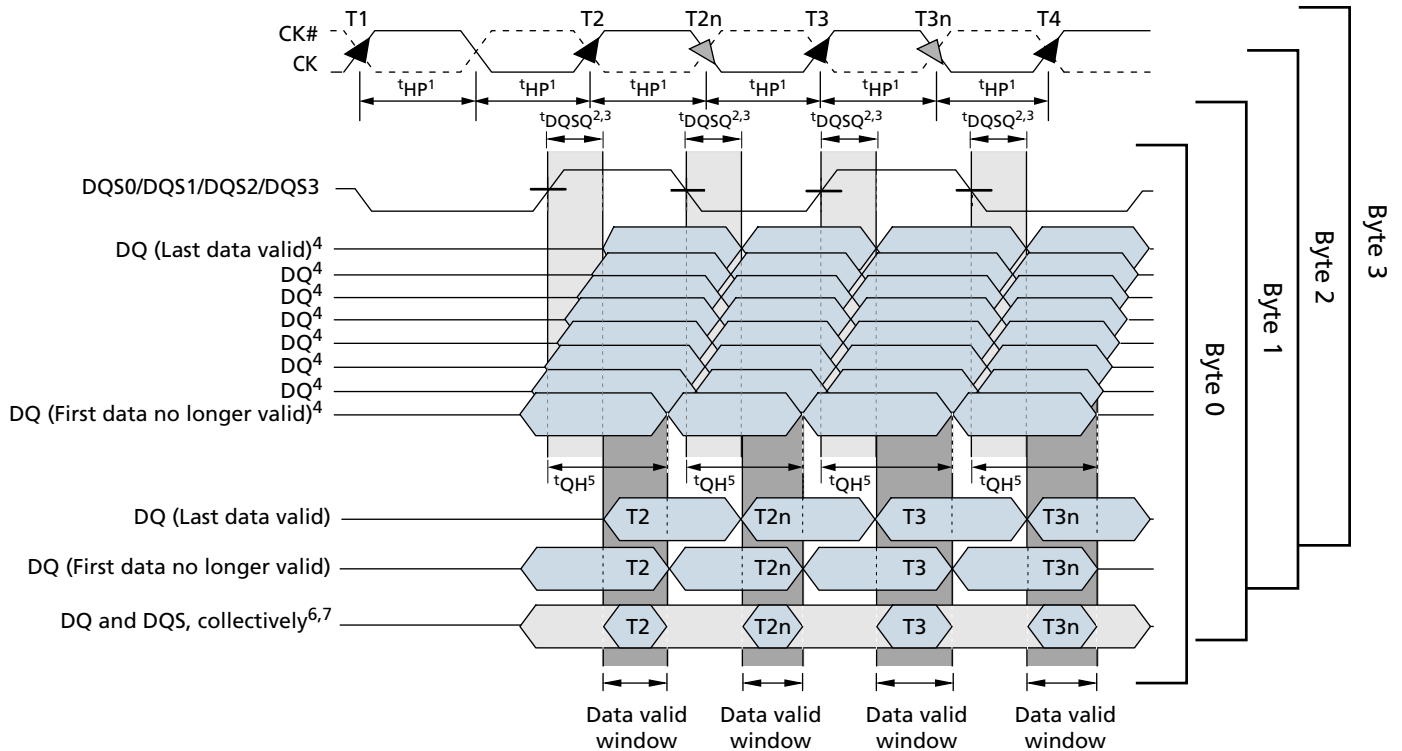 T1 T2 T2n T3 T3n T4
CK#
CK
tHP1 tHP1 tHP1 tHP1 tHP1 tHP1
tDQSQ2,3 tDQSQ2,3 tDQSQ2,3 tDQSQ2,3
DQS0/DQS1/DQS2/DQS3
DQ (Last data valid)4
DQ4
DQ4
DQ4
DQ4
DQ4
DQ4
DQ (First data no longer valid)4
tQH5 tQH5 tQH5 tQH5
DQ (Last data valid) T2 T2n T3 T3n
DQ (First data no longer valid) T2 T2n T3 T3n
DQ and DQS, collectively6,7 T2 T2n T3 T3n
Data valid window
Data valid window
Data valid window
Data valid window
Byte 0
Byte 1
Byte 2
Byte 3